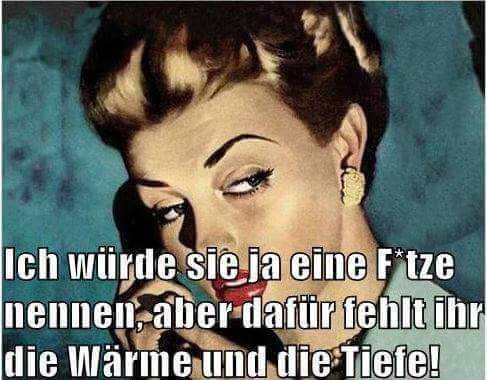 Ich würde sie ja eine F*tze
nennen, aber dafür fehlt ihr
die Wärme und die Tiefe!